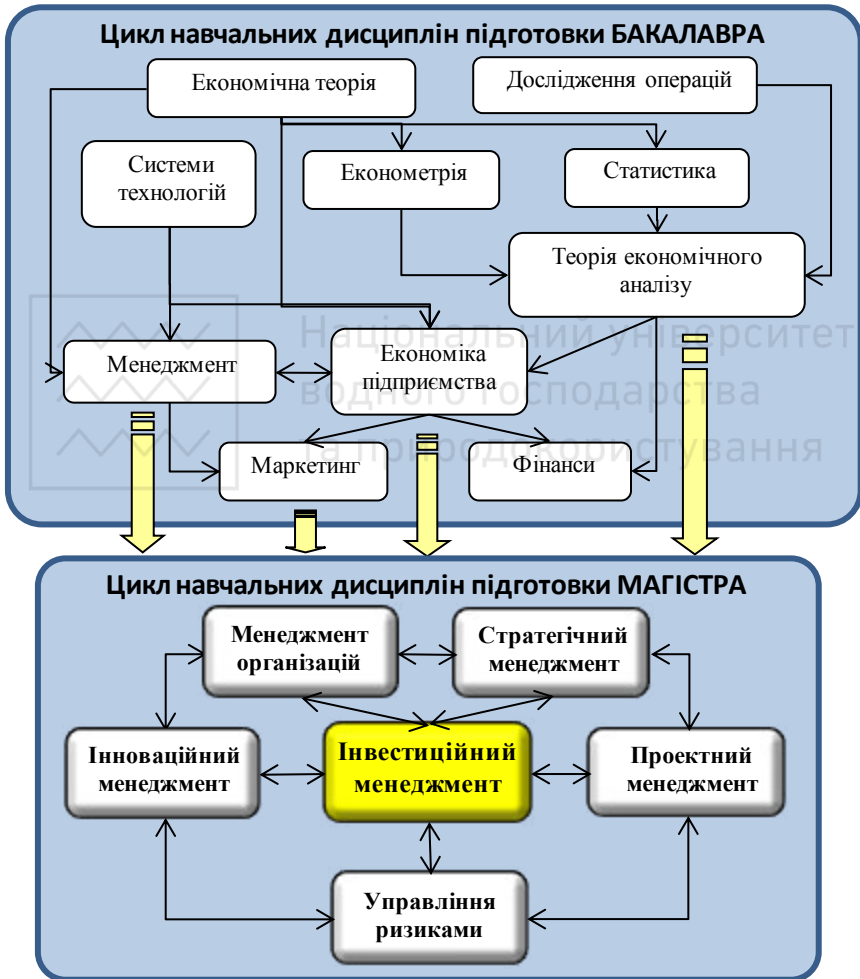 Цикл навчальних дисциплін підготовки БАКАЛАВРА
Економічна теорія
Дослідження операцій
Системи
технологій
Економетрія
Статистика
Теорія економічного
аналізу
Національний університет
водного господарства
та природокористування
Менеджмент
Економіка
підприємства
Маркетинг
Фінанси
Цикл навчальних дисциплін підготовки МАГІСТРА
Менеджмент
організацій
Стратегічний
менеджмент
Інноваційний
менеджмент
Інвестиційний
менеджмент
Проектний
менеджмент
Управління
ризиками